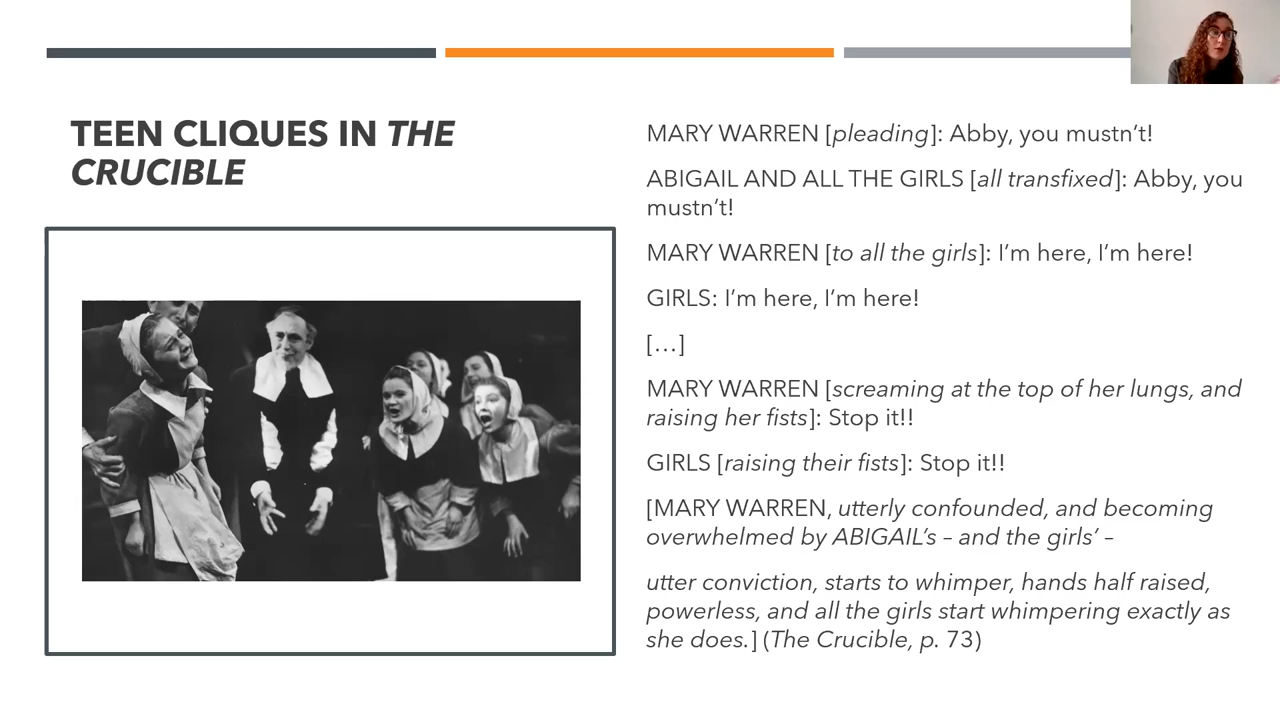 TEEN CLIQUES IN THE
CRUCIBLE
MARY WARREN [pleading]: Abby, you mustn’t!
ABIGAIL AND ALL THE GIRLS [all transfixed]: Abby, you
mustn’t!
MARY WARREN [to all the girls]: I’m here, I’m here!
GIRLS: I’m here, I’m here!
[…]
MARY WARREN [screaming at the top of her lungs, and
raising her fists]: Stop it!!
GIRLS [raising their fists]: Stop it!!
[MARY WARREN, utterly confounded, and becoming
overwhelmed by ABIGAIL’s – and the girls’ –
utter conviction, starts to whimper, hands half raised,
powerless, and all the girls start whimpering exactly as
she does.] (The Crucible, p. 73)